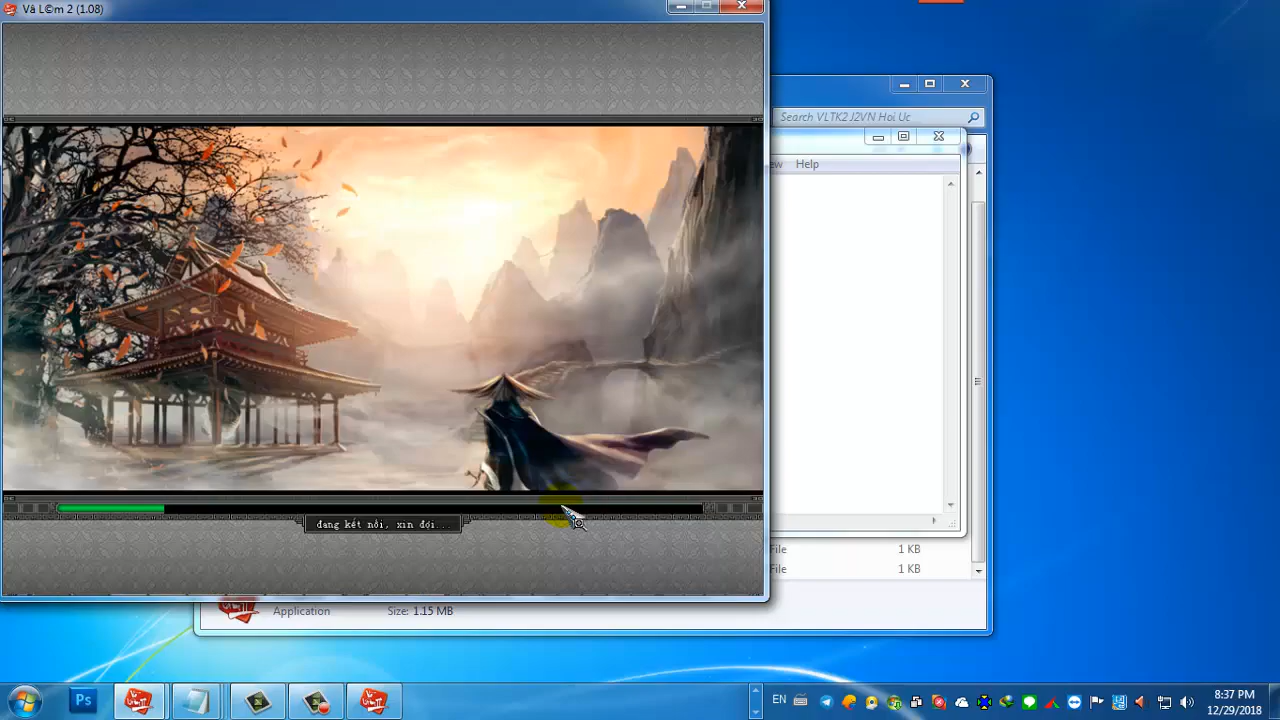 Vâ L©m 2 (1.08)
Search VLTK2 J2VN Hoi Uc
ew Help
đang kết nối, xin đợi...
File 1 KB
File 1 KB
Application Size: 1.15 MB
Ps
EN
8:37 PM
12/29/2018